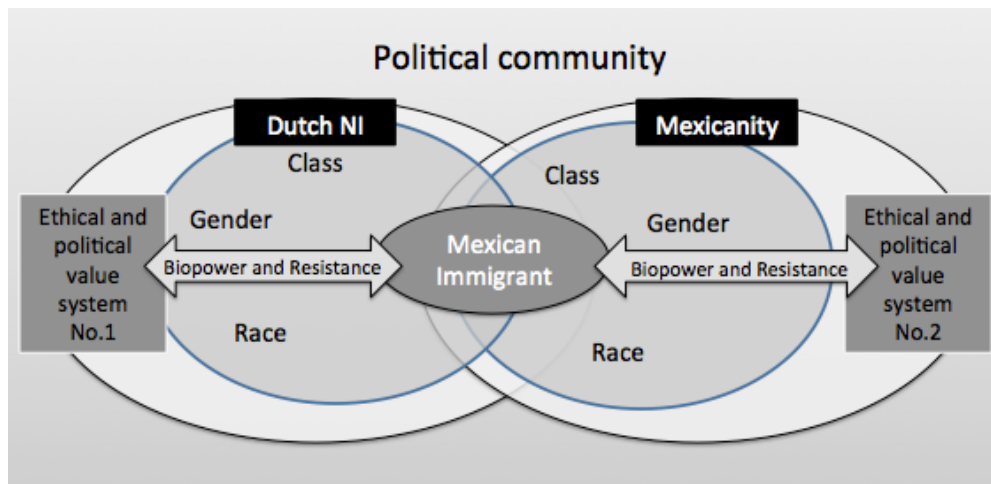 Political community
Dutch NI
Mexicanity
Class
Class
Gender
Gender
Ethical and
political
value
system
No.1
Biopower and Resistance
Mexican
Immigrant
Biopower and Resistance
Ethical and
political
value
system
No.2
Race
Race